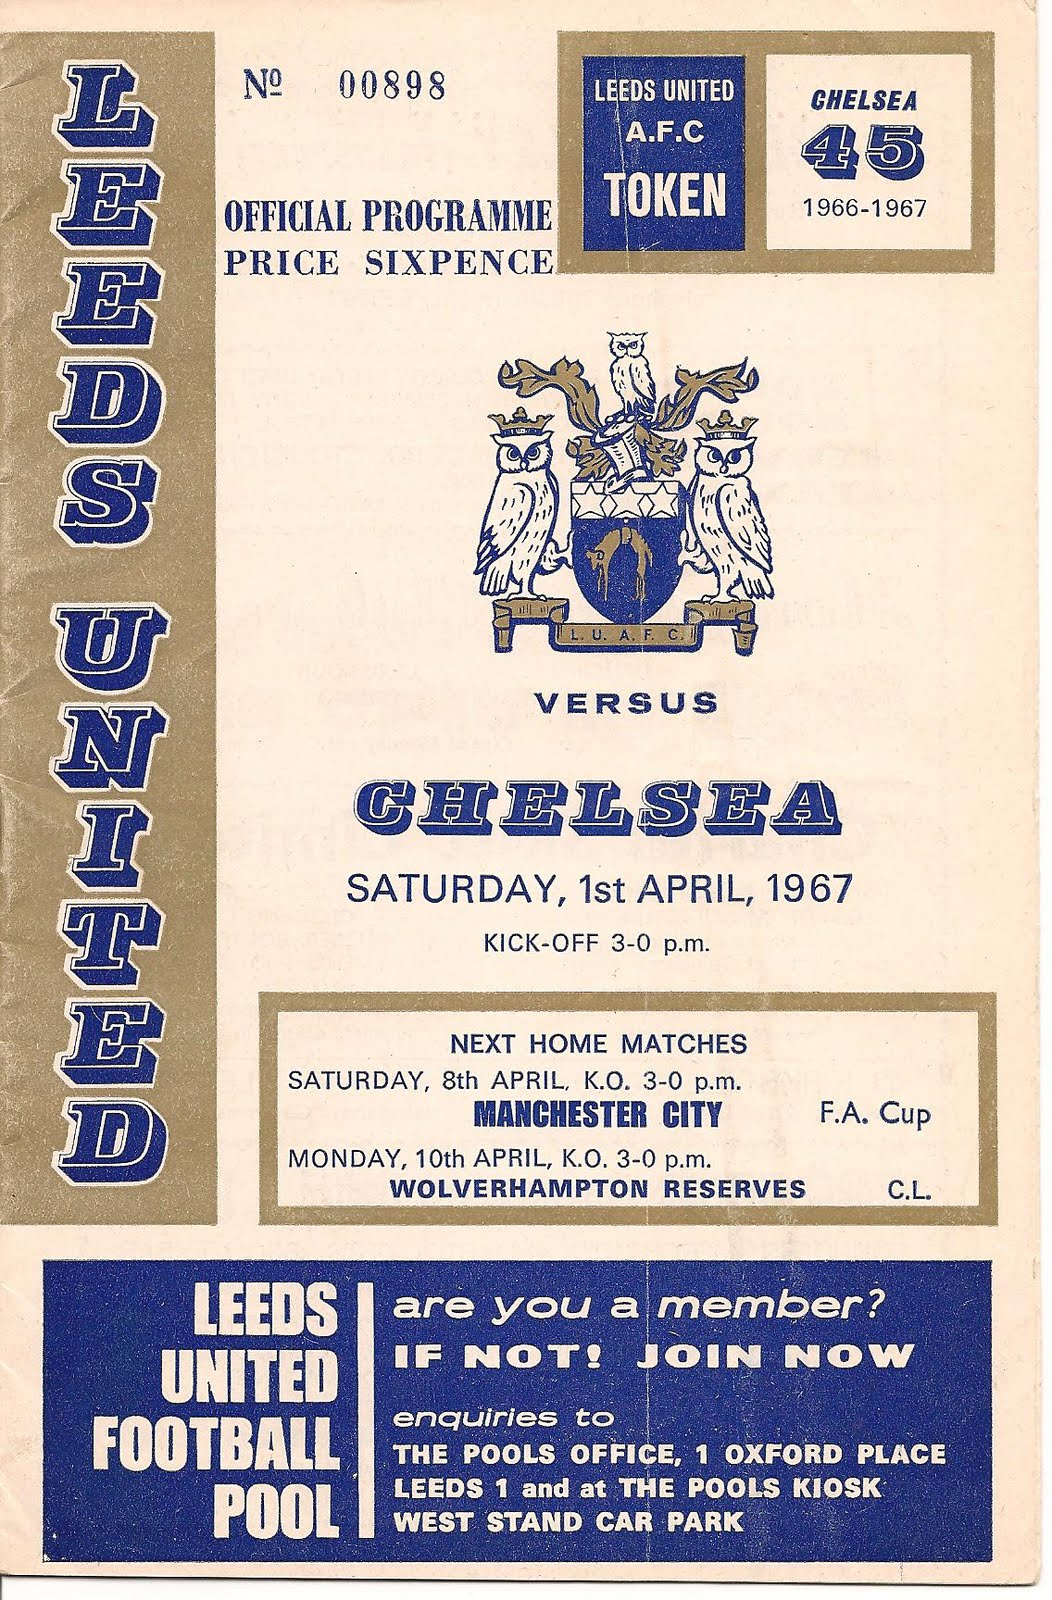 LEEDS UNITED
Nº 00898
OFFICIAL PROGRAMME
PRICE SIXPENCE
LEEDS UNITED
A.F.C
TOKEN
CHELSEA
45
1966-1967
L. U. A. F. C.
VERSUS
CHELSEA
SATURDAY, 1st APRIL, 1967
KICK-OFF 3-0 p.m.
NEXT HOME MATCHES
SATURDAY, 8th APRIL, K.O. 3-0 p.m.
MANCHESTER CITY F.A. Cup
MONDAY, 10th APRIL, K.O. 3-0 p.m.
WOLVERHAMPTON RESERVES C.L.
LEEDS
UNITED
FOOTBALL
POOL
are you a member?
IF NOT! JOIN NOW
enquiries to
THE POOLS OFFICE, 1 OXFORD PLACE
LEEDS 1 and at THE POOLS KIOSK
WEST STAND CAR PARK